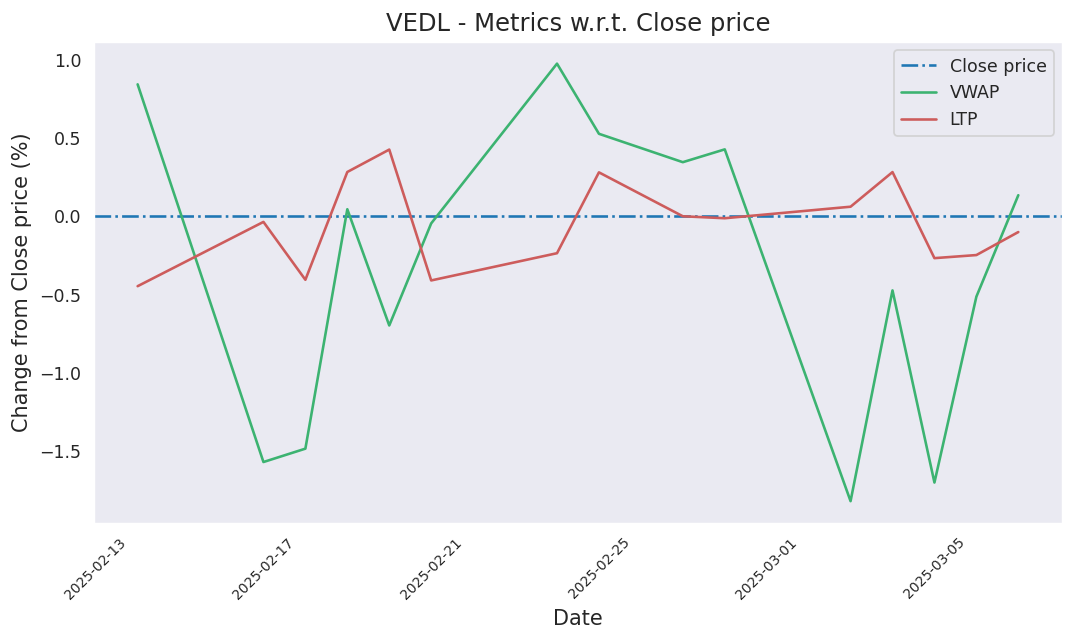 VEDL - Metrics w.r.t. Close price
Close price
VWAP
LTP
Change from Close price (%)
1.0
0.5
0.0
−0.5
−1.0
−1.5
2025-02-13
2025-02-17
2025-02-21
2025-02-25
2025-03-01
2025-03-05
Date